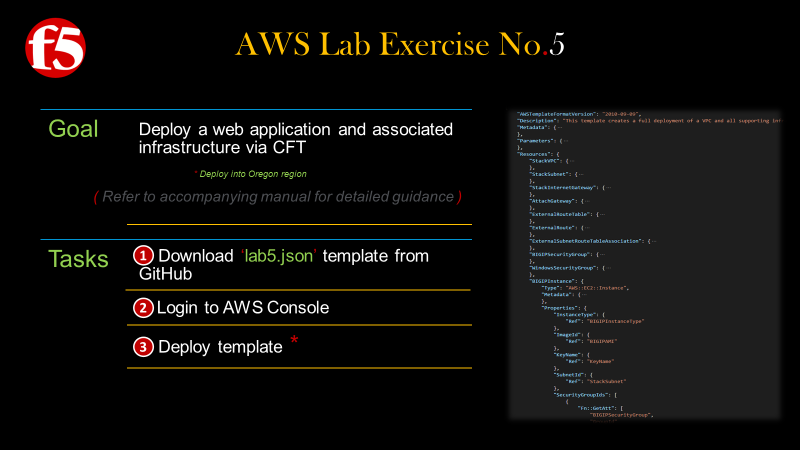 f5
AWS Lab Exercise No.5
Goal
Deploy a web application and associated
infrastructure via CFT
* Deploy into Oregon region
( Refer to accompanying manual for detailed guidance )
Tasks
1 Download ‘lab5.json’ template from
GitHub
2 Login to AWS Console
3 Deploy template *
"AWSTemplateFormatVersion": "2010-09-09",
"Description": "This template creates a full deployment of a VPC and all supporting inf
"Metadata": {…
},
"Parameters": {…
},
"Resources": {
"StackVPC": {…
},
"StackSubnet": {…
},
"StackInternetGateway": {…
},
"AttachGateway": {…
},
"ExternalRouteTable": {…
},
"ExternalRoute": {…
},
"ExternalSubnetRouteTableAssociation": {…
},
"BIGIPSecurityGroup": {…
},
"WindowsSecurityGroup": {…
},
"BIGIPInstance": {
"Type": "AWS::EC2::Instance",
"Metadata": {…
},
"Properties": {
"InstanceType": {
"Ref": "BIGIPInstanceType"
},
"ImageId": {
"Ref": "BIGIPAMI"
},
"KeyName": {
"Ref": "KeyName"
},
"SubnetId": {
"Ref": "StackSubnet"
},
"SecurityGroupIds": [
{
"Fn::GetAtt": [
"BIGIPSecurityGroup",